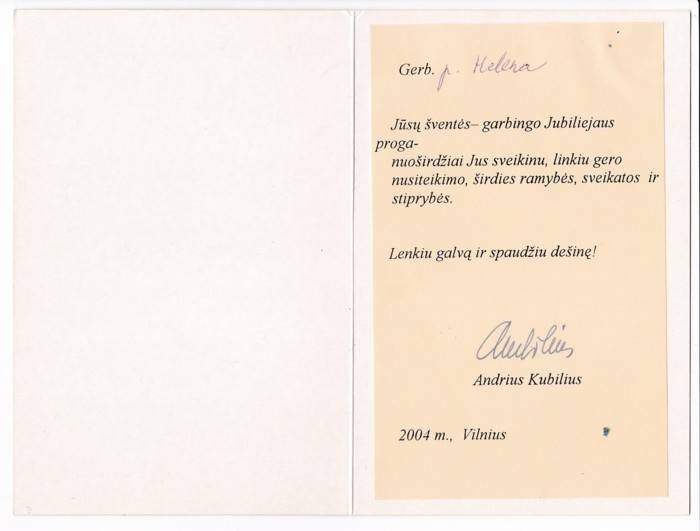 Gerb. p. Helena
Jūsų šventės– garbingo Jubiliejaus
proga-
nuoširdžiai Jus sveikinu, linkiu gero
nusiteikimo, širdies ramybės, sveikatos ir
stiprybės.
Lenkiu galvą ir spaudžiu dešinę!
AKubilius
Andrius Kubilius
2004 m., Vilnius